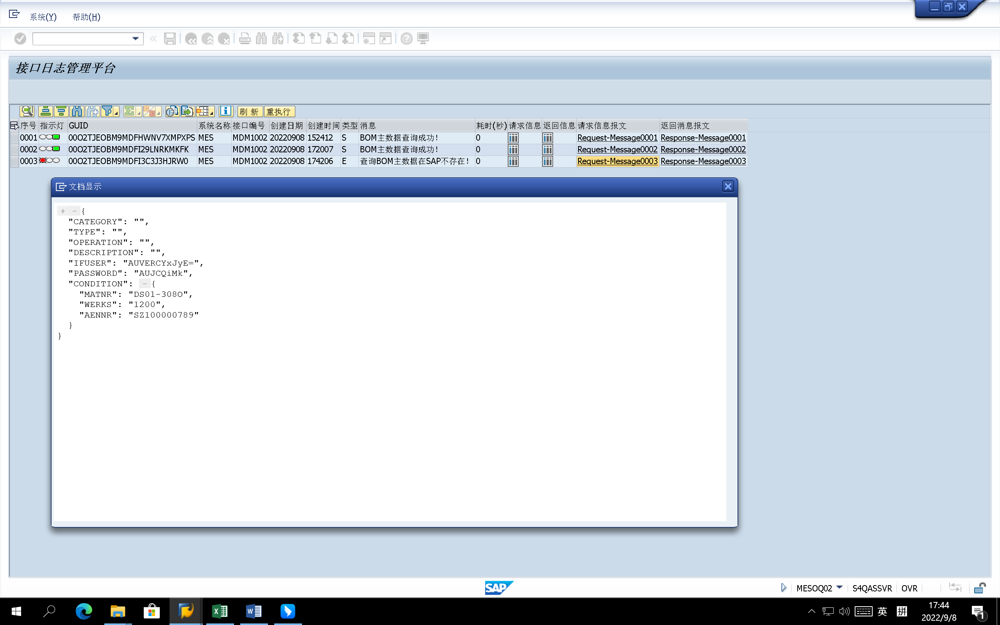 系统(Y) 帮助(H)
接口日志管理平台
刷 新 重执行
序号 指示灯 GUID 系统名称 接口编号 创建日期 创建时间 类型 消息 耗时(秒) 请求信息 返回信息 请求信息报文 返回消息报文
0001 00O2TJEOBM9MDFHWNV7XMPXPS MES MDM1002 20220908 152412 S BOM主数据查询成功! 0 Request-Message0001 Response-Message0001
0002 00O2TJEOBM9MDFI29LNRKMKFK MES MDM1002 20220908 172007 S BOM主数据查询成功! 0 Request-Message0002 Response-Message0002
0003 00O2TJEOBM9MDFI3C3J3HJRW0 MES MDM1002 20220908 174206 E 查询BOM主数据在SAP不存在! 0 Request-Message0003 Response-Message0003
文档显示
+ - {
"CATEGORY": "",
"TYPE": "",
"OPERATION": "",
"DESCRIPTION": "",
"IFUSER": "AUVERCYxJyE=",
"PASSWORD": "AUJCQiMk",
"CONDITION": - {
"MATNR": "DS01-308O",
"WERKS": "1200",
"AENNR": "SZ100000789"
}
}
SAP MESOQ02 S4QASSVR OVR
英 拼 17:44
2022/9/8 1